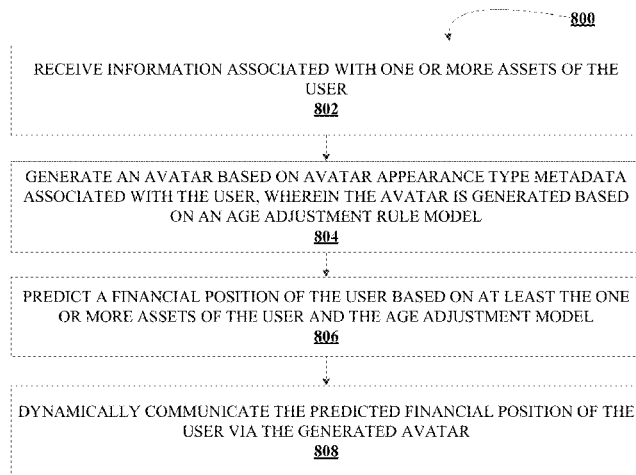 800
RECEIVE INFORMATION ASSOCIATED WITH ONE OR MORE ASSETS OF THE
USER
802
GENERATE AN AVATAR BASED ON AVATAR APPEARANCE TYPE METADATA
ASSOCIATED WITH THE USER, WHEREIN THE AVATAR IS GENERATED BASED
ON AN AGE ADJUSTMENT RULE MODEL
804
PREDICT A FINANCIAL POSITION OF THE USER BASED ON AT LEAST THE ONE
OR MORE ASSETS OF THE USER AND THE AGE ADJUSTMENT MODEL
806
DYNAMICALLY COMMUNICATE THE PREDICTED FINANCIAL POSITION OF THE
USER VIA THE GENERATED AVATAR
808